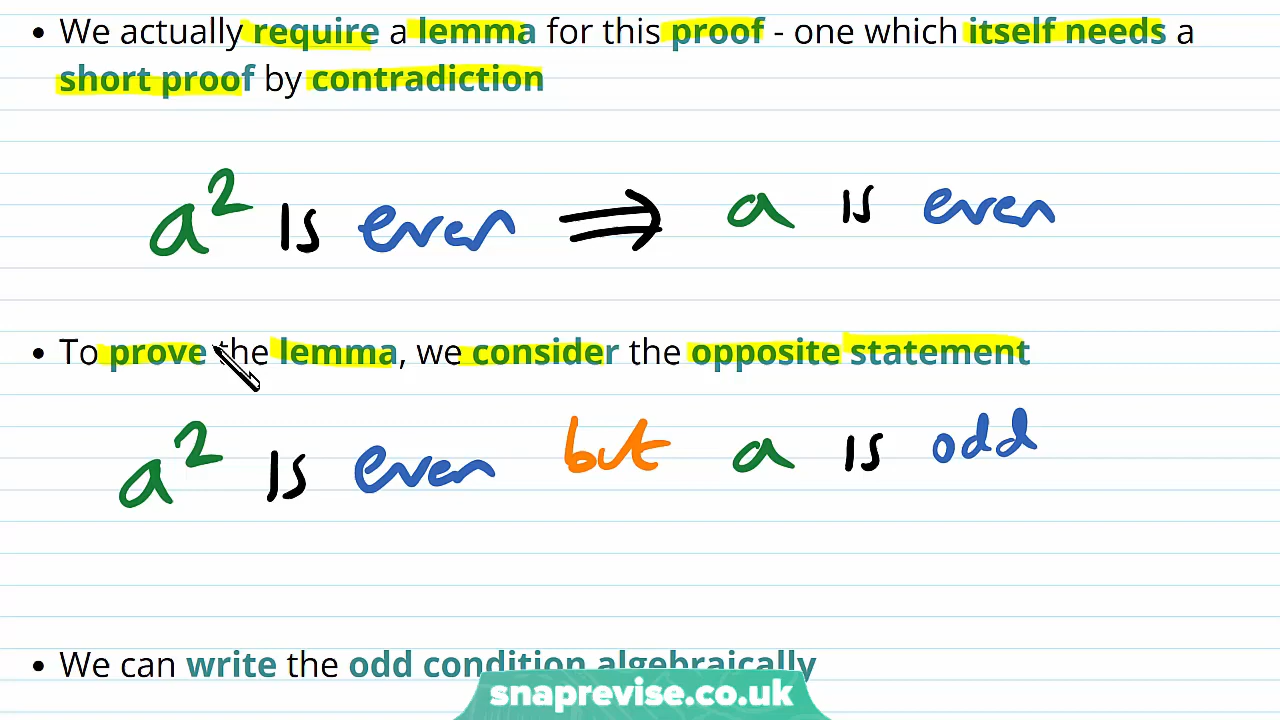 • We actually require a lemma for this proof - one which itself needs a
short proof by contradiction
a² is even ⇒ a is even
• To prove the lemma, we consider the opposite statement
a² is even but a is odd
• We can write the odd condition algebraically
snaprevise.co.uk